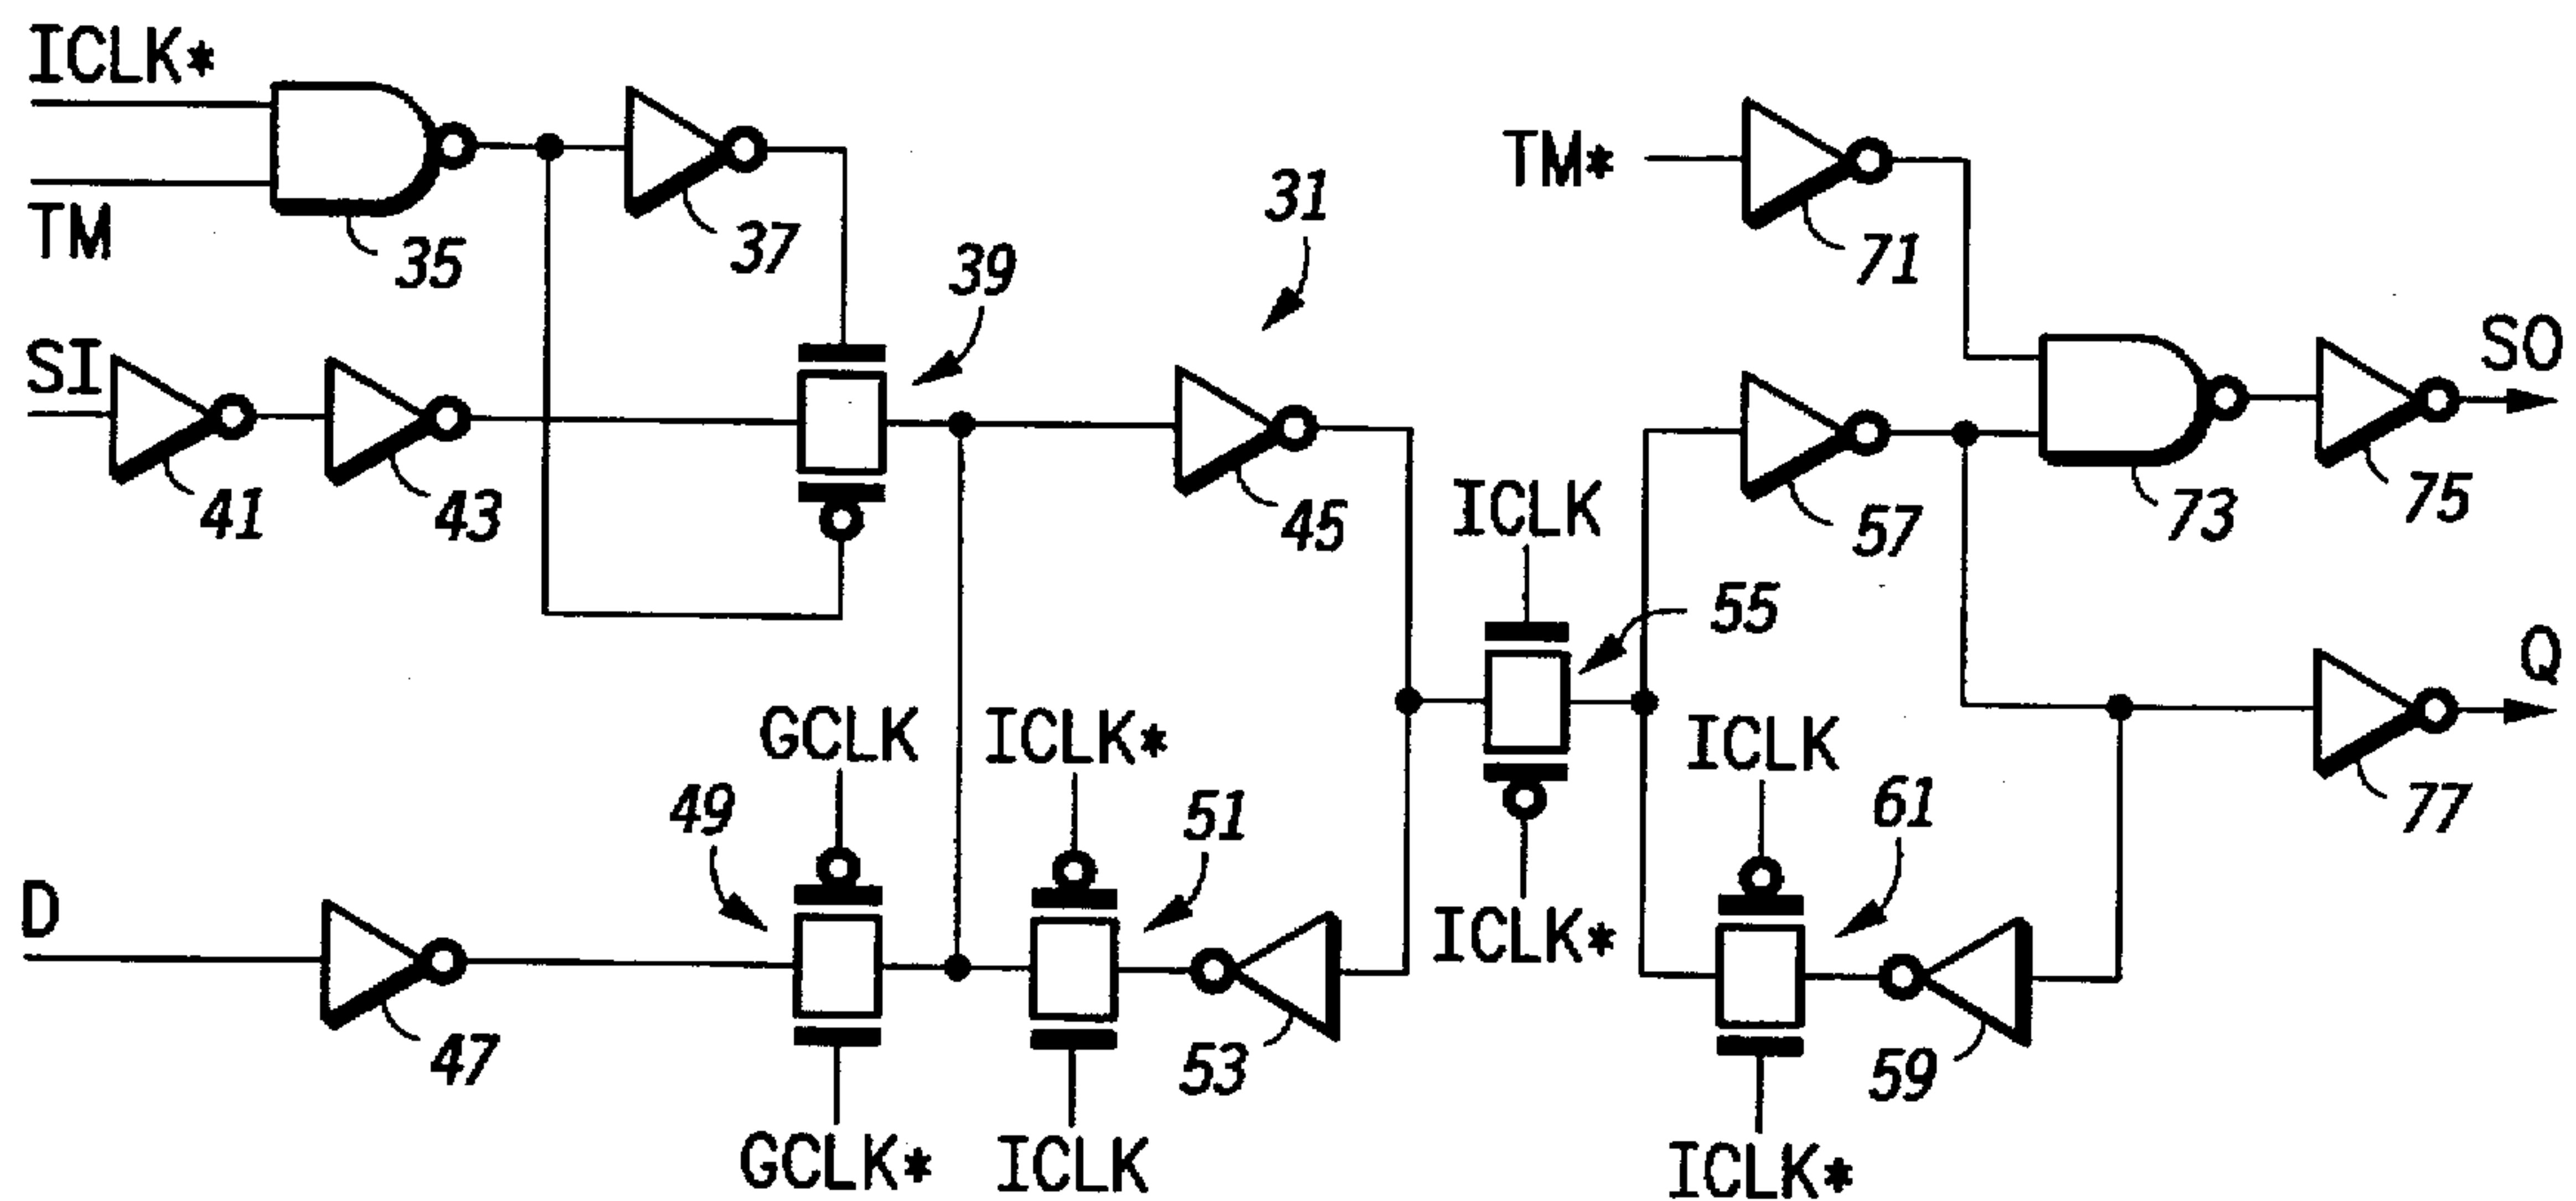 ICLK*
TM
35
37
39
31
TM*
71
SI
41
43
45
ICLK
55
ICLK*
57
73
75
SO
Q
77
GCLK
ICLK*
49
51
ICLK
61
D
47
GCLK*
ICLK
53
59
ICLK*